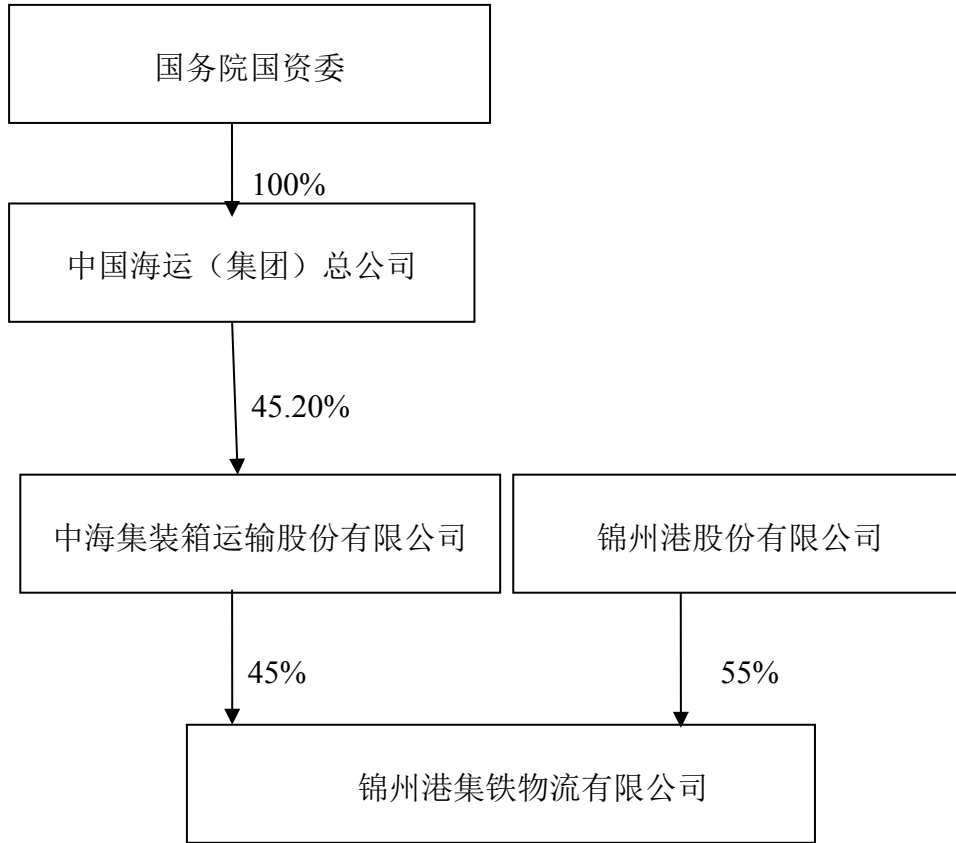 国务院国资委
100%
中国海运（集团）总公司
45.20%
中海集装箱运输股份有限公司
锦州港股份有限公司
45%
55%
锦州港集铁物流有限公司